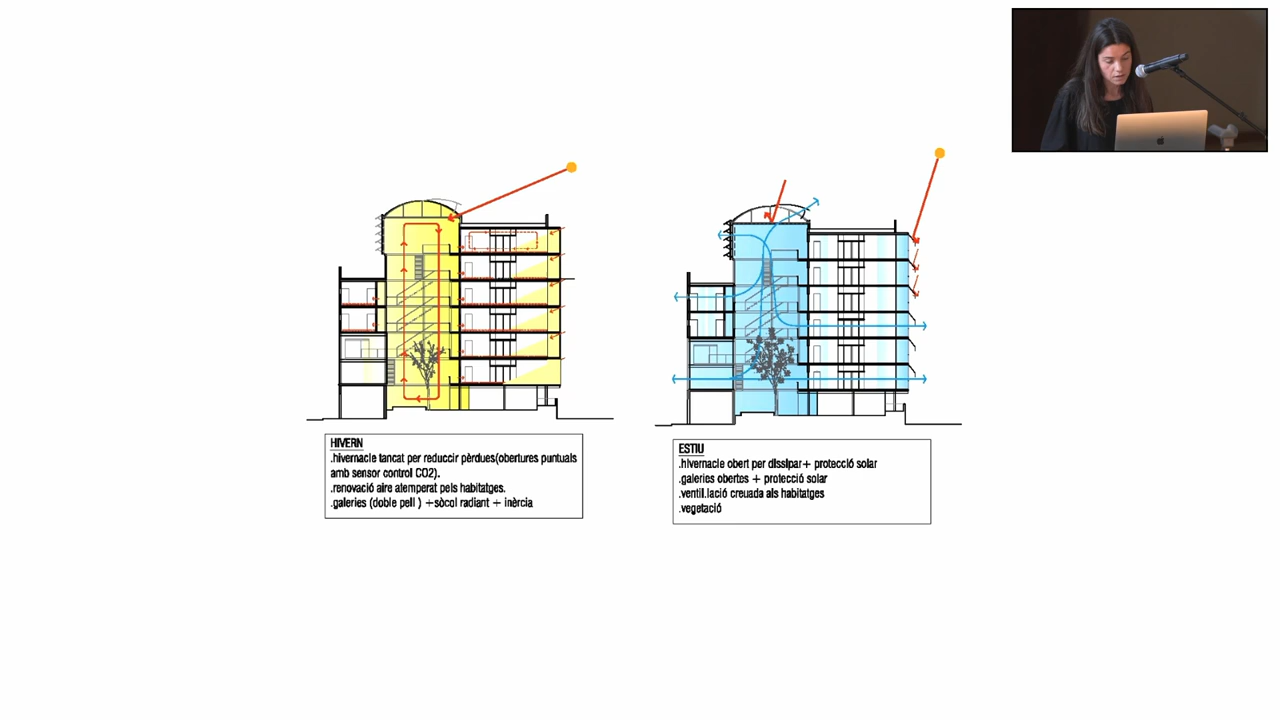 HIVERN
.hivernacle tancat per reduccir pèrdues(obertures puntuals
amb sensor control CO2).
.renovació aire atemperat pels habitatges.
.galeries (doble pell ) +sòcol radiant + inèrcia
ESTIU
.hivernacle obert per dissipar+ protecció solar
.galeries obertes + protecció solar
.ventil.lació creuada als habitatges
.vegetació